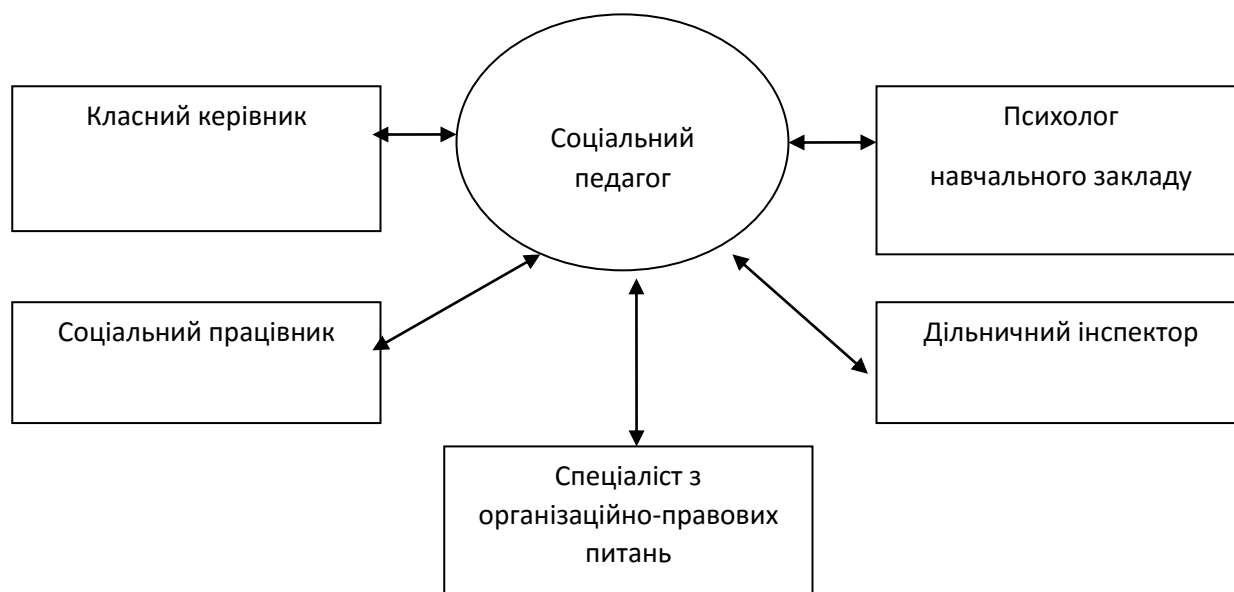 Класний керівник
Соціальний
педагог
Психолог
навчального закладу
Соціальний працівник
Дільничний інспектор
Спеціаліст з
організаційно-правових
питань